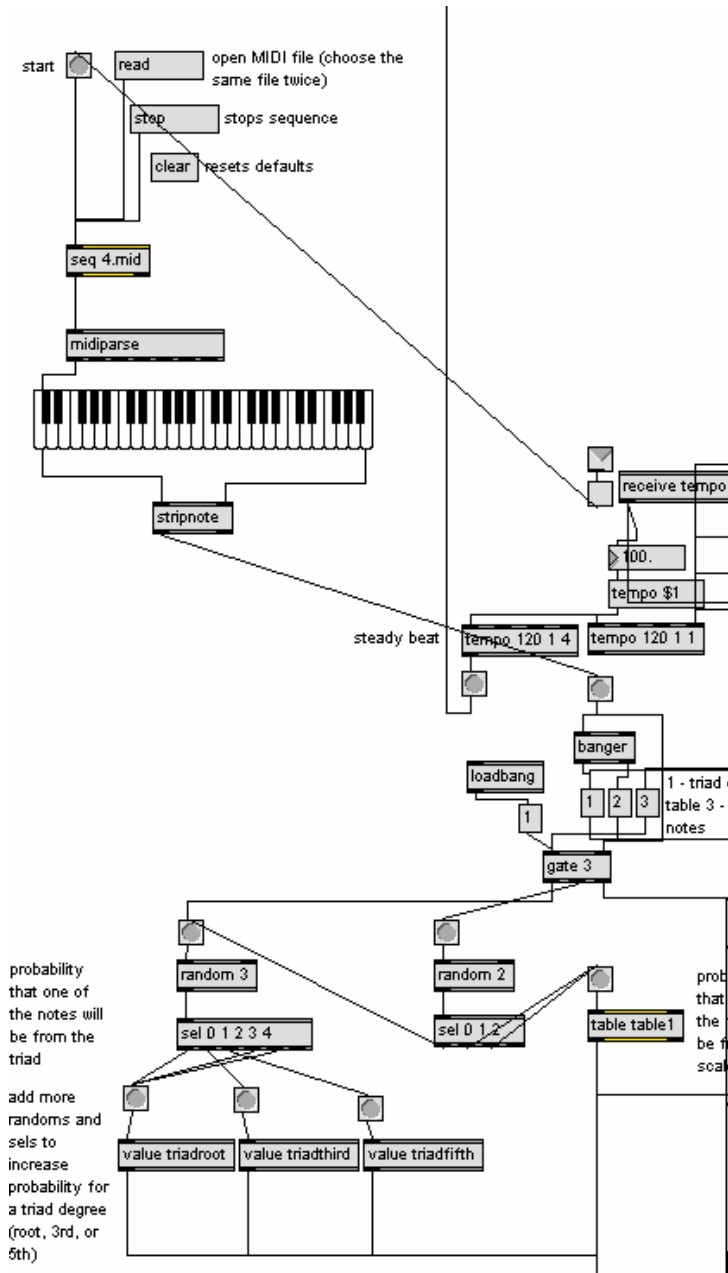 start
read
open MIDI file (choose the
same file twice)
stop
stops sequence
clear
resets defaults
seq 4.mid
midiparse
stripnote
receive tempo
100.
tempo $1
steady beat
tempo 120 1 4
tempo 120 1 1
banger
loadbang
1
1
2
3
1 - triad
table 3 -
notes
gate 3
random 3
random 2
probability
that one of
the notes will
be from the
triad
sel 0 1 2 3 4
sel 0 1 2
table table1
prob
that
the
be f
scal
add more
randoms and
sels to
increase
probability for
a triad degree
(root, 3rd, or
5th)
value triadroot
value triadthird
value triadfifth